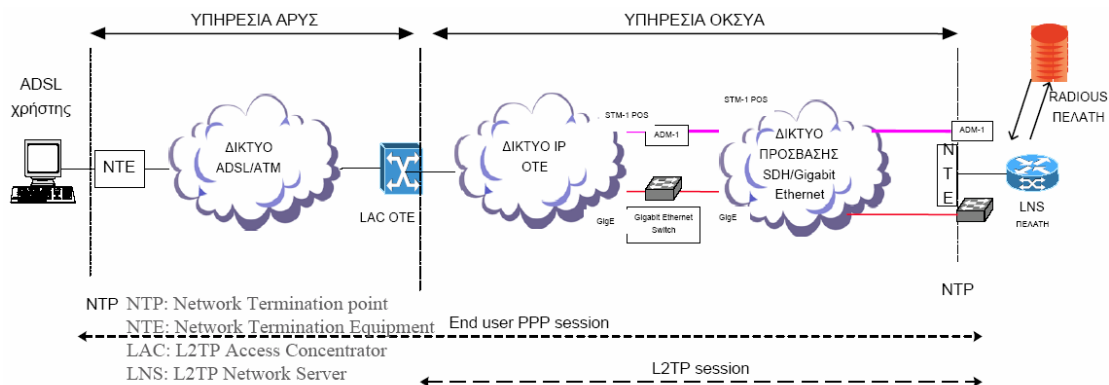 ΥΠΗΡΕΣΙΑ ΑΡΥΣ
ΥΠΗΡΕΣΙΑ ΟΚΣΥΑ
ADSL
χρήστης
NTE
ΔΙΚΤΥΟ
ADSL/ATM
LAC OTE
ΔΙΚΤΥΟ IP
OTE
STM-1 POS
ADM-1
GigE
Gigabit Ethernet
Switch
STM-1 POS
GigE
ΔΙΚΤΥΟ
ΠΡΟΣΒΑΣΗΣ
SDH/Gigabit
Ethernet
ADM-1
N
T
E
RADIOUS
ΠΕΛΑΤΗ
LNS
ΠΕΛΑΤΗ
NTP
NTP
NTP: Network Termination point
NTE: Network Termination Equipment
End user PPP session
LAC: L2TP Access Concentrator
LNS: L2TP Network Server
L2TP session